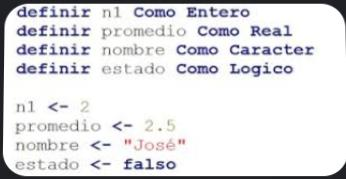 definir n1 Como Entero
definir promedio Como Real
definir nombre Como Caracter
definir estado Como Logico
n1 <- 2
promedio <- 2.5
nombre <- "José"
estado <- falso